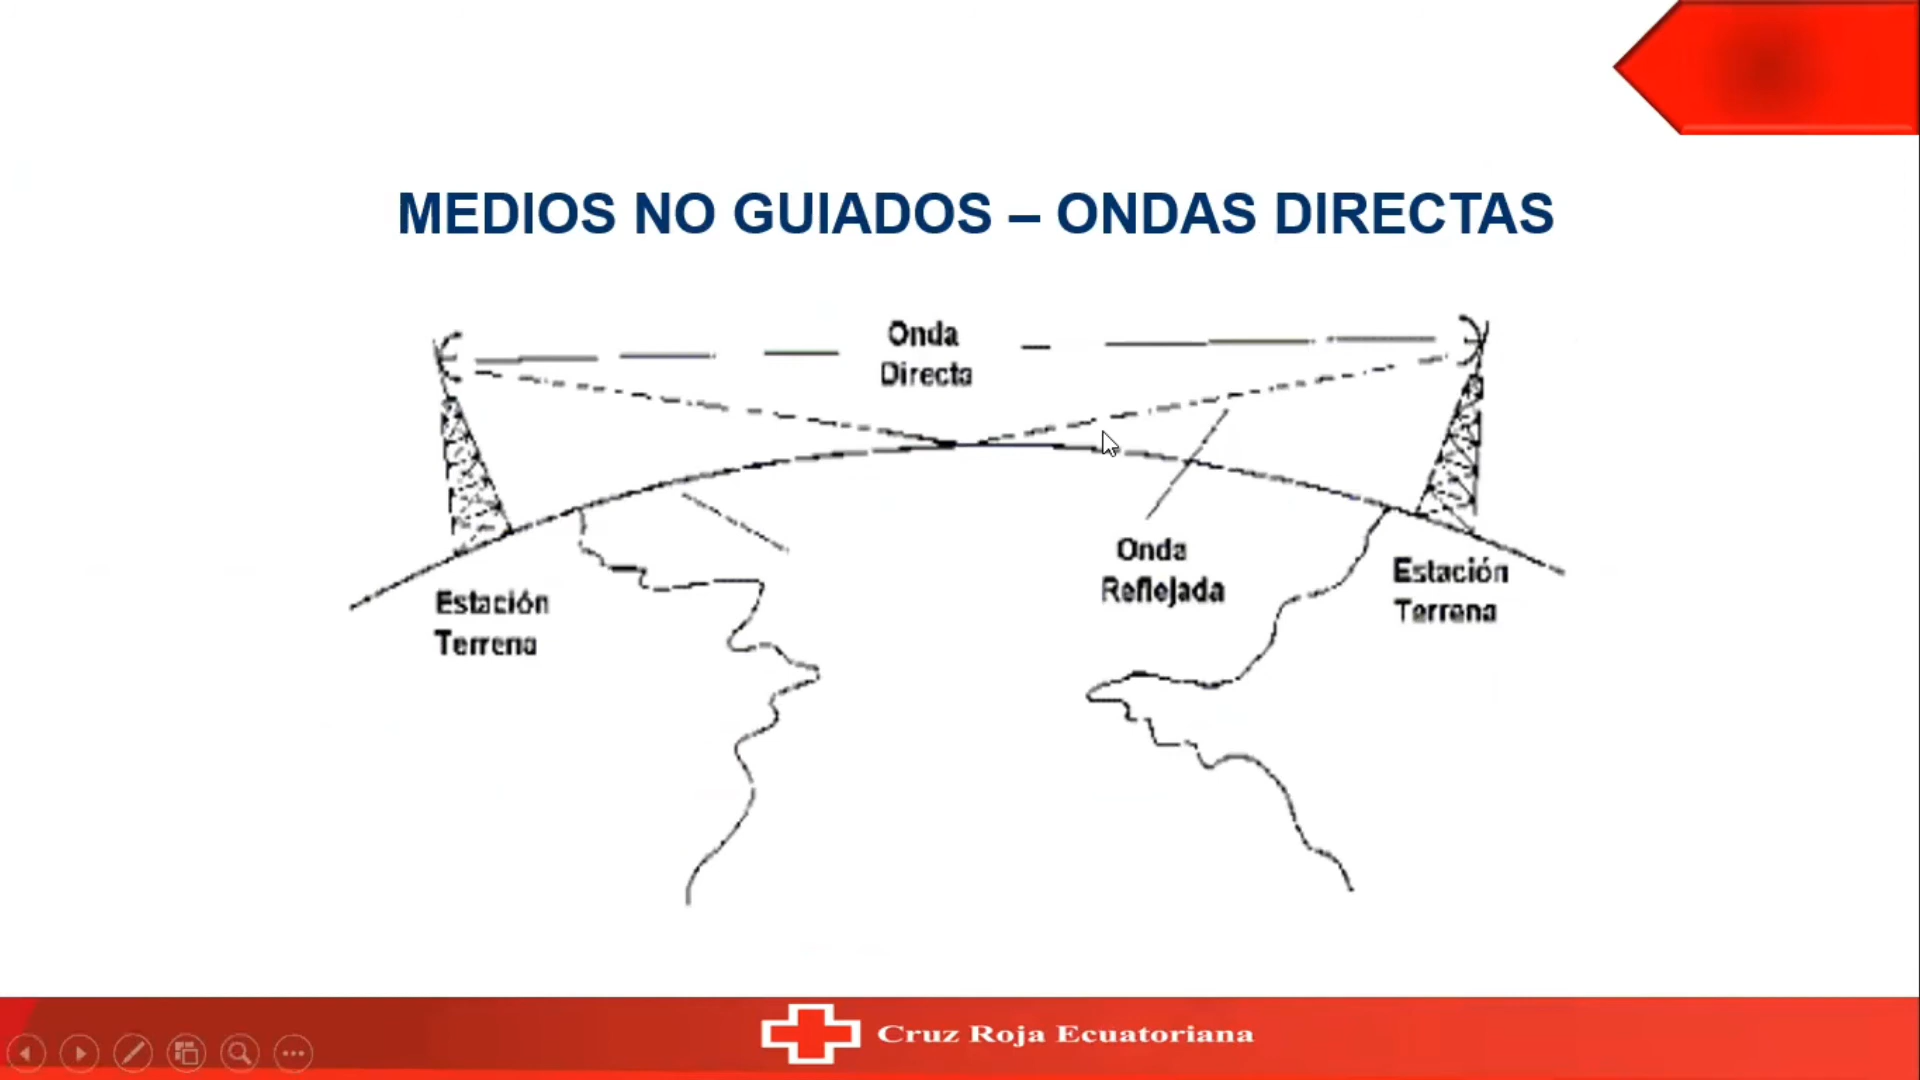 MEDIOS NO GUIADOS – ONDAS DIRECTAS
Onda
Directa
Onda
Reflejada
Estación
Terrena
Estación
Terrena
Cruz Roja Ecuatoriana